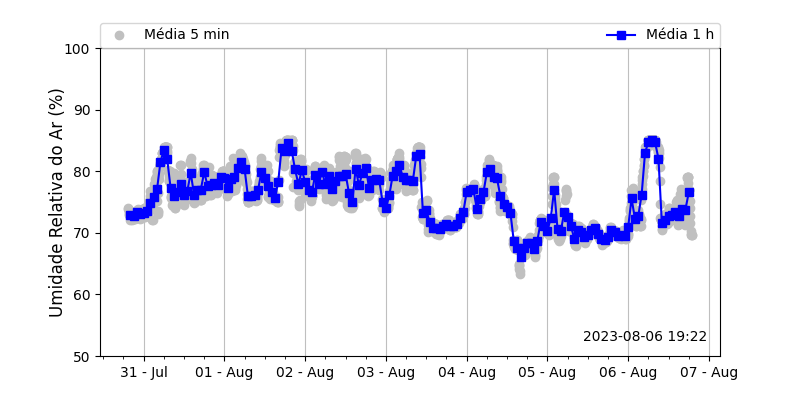 Média 5 min
Média 1 h
100
90
80
70
60
50
Umidade Relativa do Ar (%)
2023-08-06 19:22
31 - Jul
01 - Aug
02 - Aug
03 - Aug
04 - Aug
05 - Aug
06 - Aug
07 - Aug